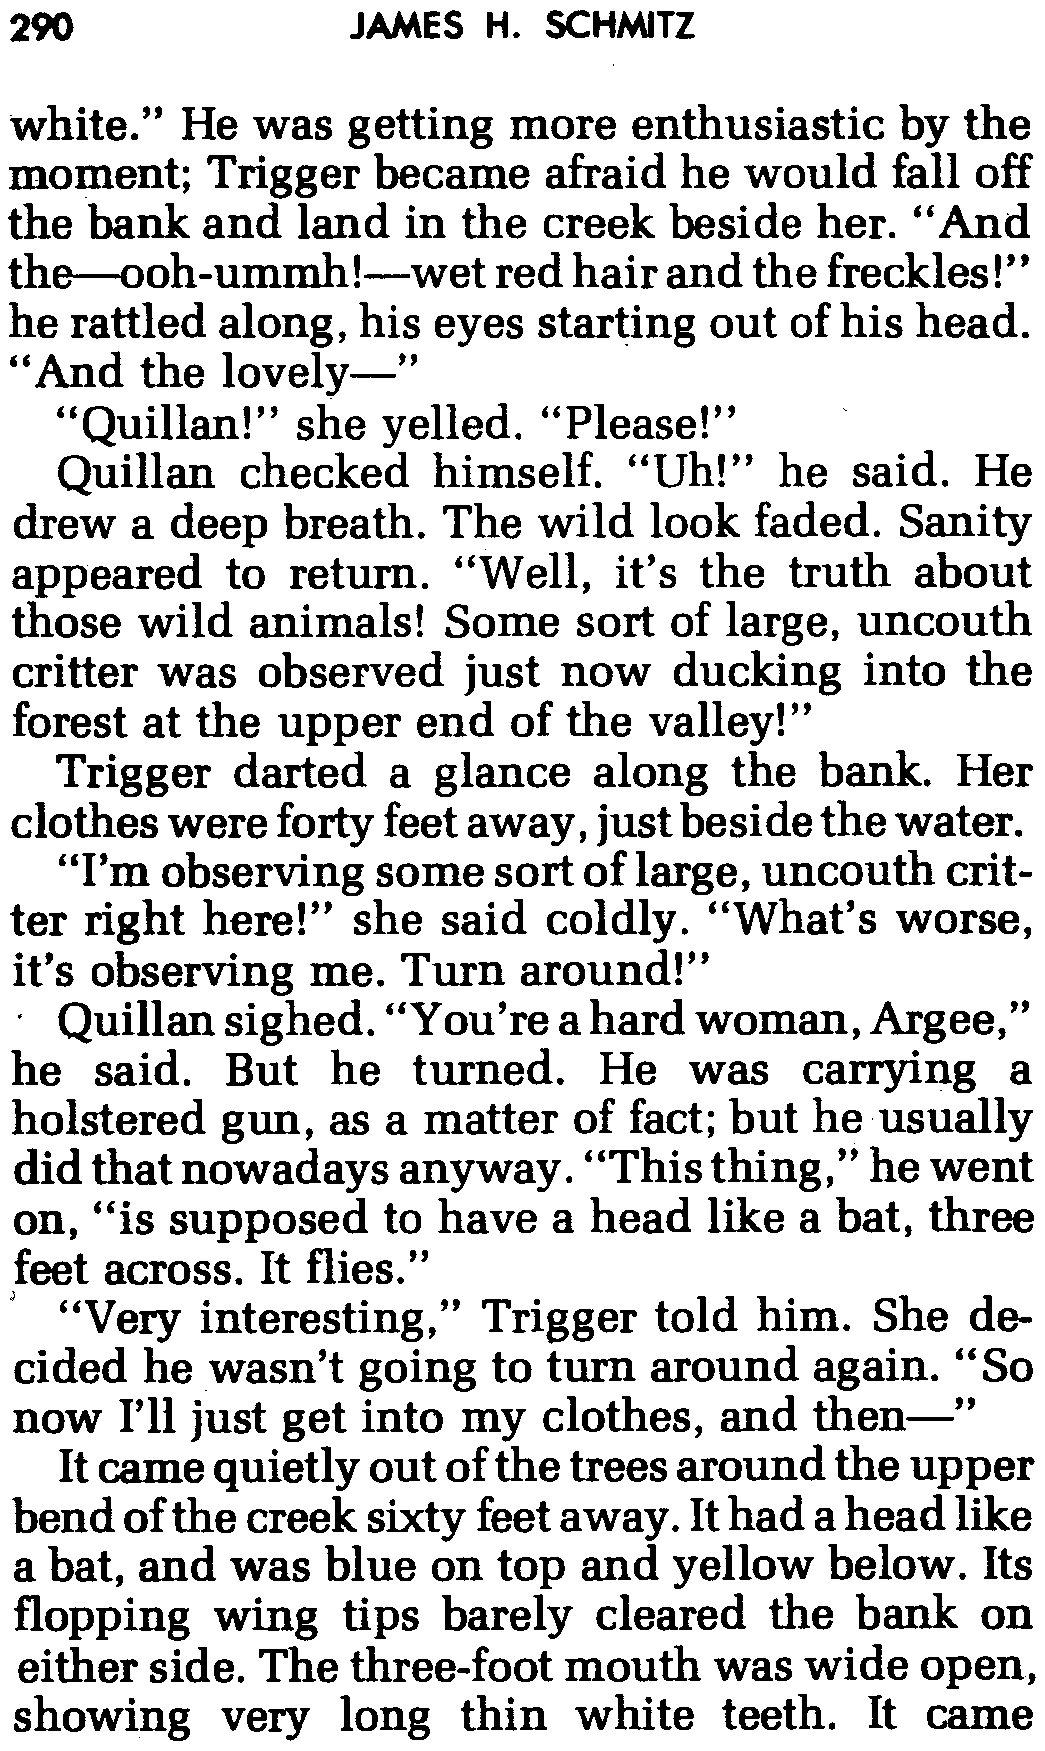 290 JAMES H. SCHMITZ
white." He was getting more enthusiastic by the
moment; Trigger became afraid he would fall off
the bank and land in the creek beside her. "And
the—ooh-ummh!—wet red hair and the freckles!"
he rattled along, his eyes starting out of his head.
"And the lovely—"
"Quillan!" she yelled. "Please!"
Quillan checked himself. "Uh!" he said. He
drew a deep breath. The wild look faded. Sanity
appeared to return. "Well, it's the truth about
those wild animals! Some sort of large, uncouth
critter was observed just now ducking into the
forest at the upper end of the valley!"
Trigger darted a glance along the bank. Her
clothes were forty feet away, just beside the water.
"I'm observing some sort of large, uncouth crit-
ter right here!" she said coldly. "What's worse,
it's observing me. Turn around!"
Quillan sighed. "You're a hard woman, Argee,"
he said. But he turned. He was carrying a
holstered gun, as a matter of fact; but he usually
did that nowadays anyway. "This thing," he went
on, "is supposed to have a head like a bat, three
feet across. It flies."
"Very interesting," Trigger told him. She de-
cided he wasn't going to turn around again. "So
now I'll just get into my clothes, and then—"
It came quietly out of the trees around the upper
bend of the creek sixty feet away. It had a head like
a bat, and was blue on top and yellow below. Its
flopping wing tips barely cleared the bank on
either side. The three-foot mouth was wide open,
showing very long thin white teeth. It came